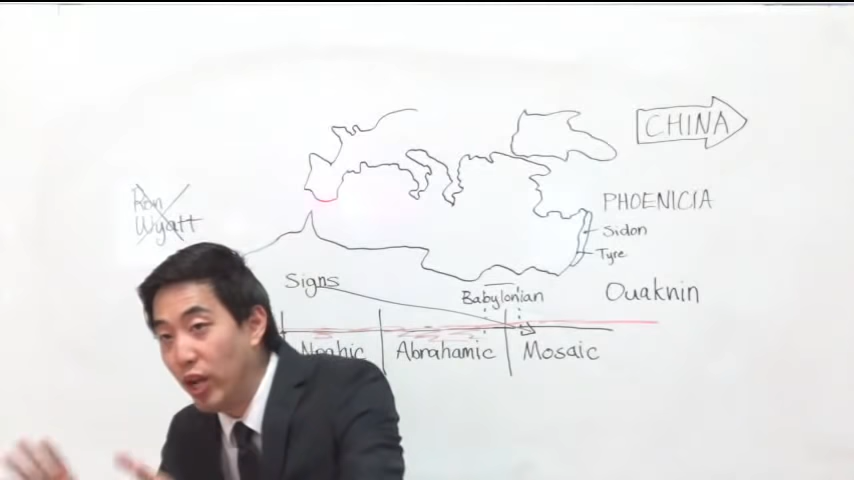 CHINA
Ron
Wyatt
PHOENICIA
Sidon
Tyre
Signs
Babylonian
Ouaknin
Noahic
Abrahamic
Mosaic